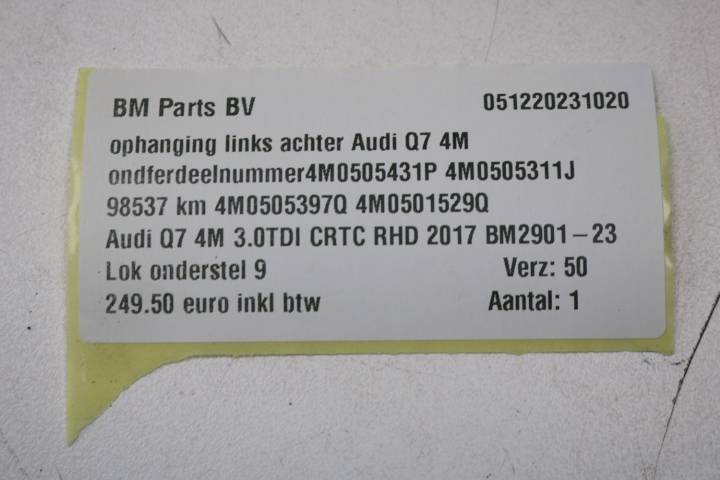 BM Parts BV 051220231020
ophanging links achter Audi Q7 4M
ondferdeelnummer4M0505431P 4M0505311J
98537 km 4M0505397Q 4M0501529Q
Audi Q7 4M 3.0TDI CRTC RHD 2017 BM2901-23
Lok onderstel 9 Verz: 50
249.50 euro inkl btw Aantal: 1